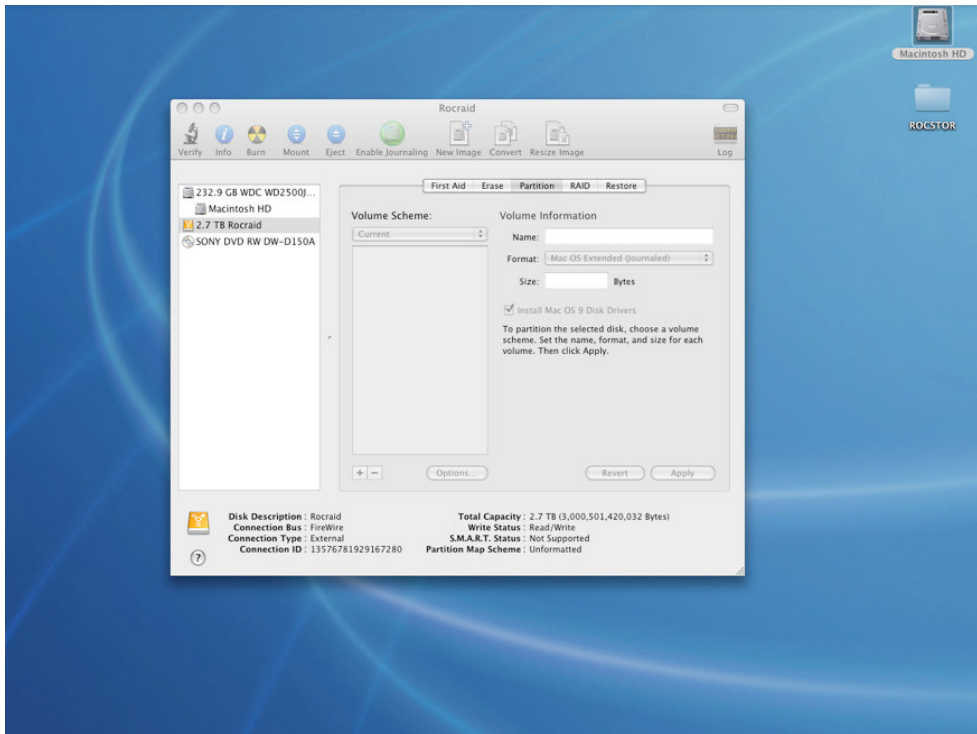 Macintosh HD
ROCSTOR
Rocraid
Verify Info Burn Mount Eject Enable Journaling New Image Convert Resize Image Log
232.9 GB WDC WD2500J...
Macintosh HD
2.7 TB Rocraid
SONY DVD RW DW-D150A
First Aid Erase Partition RAID Restore
Volume Scheme:
Current
Volume Information
Name:
Format: Mac OS Extended (Journaled)
Size: Bytes
Install Mac OS 9 Disk Drivers
To partition the selected disk, choose a volume
scheme. Set the name, format, and size for each
volume. Then click Apply.
+ − Options... Revert Apply
Disk Description : Rocraid
Connection Bus : FireWire
Connection Type : External
Connection ID : 13576781929167280
Total Capacity : 2.7 TB (3,000,501,420,032 Bytes)
Write Status : Read/Write
S.M.A.R.T. Status : Not Supported
Partition Map Scheme : Unformatted
?